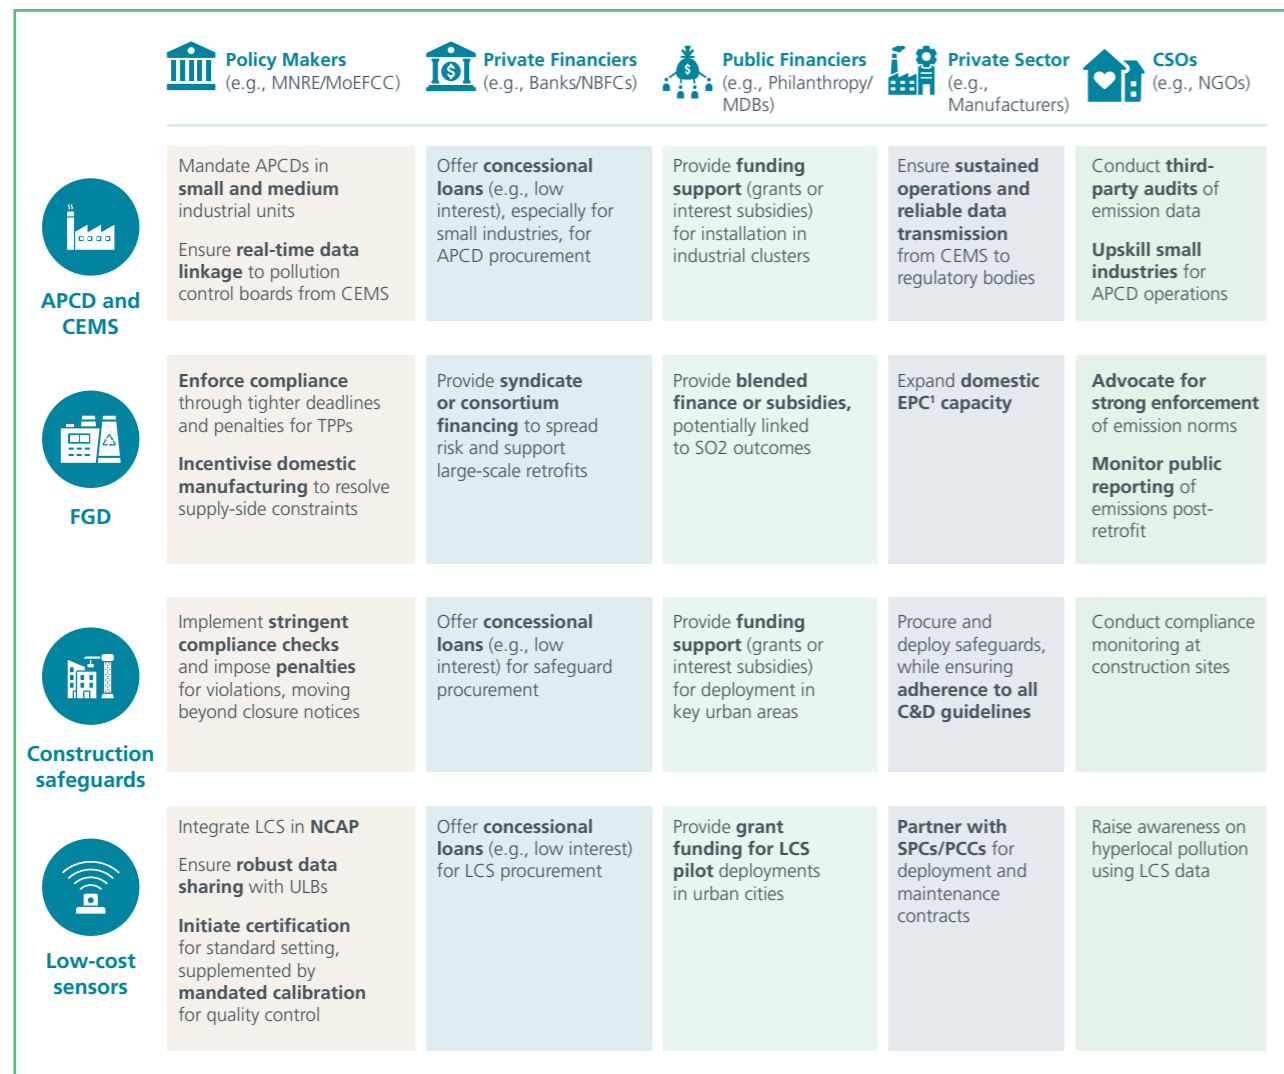 Policy Makers
(e.g., MNRE/MoEFCC)
Private Financiers
(e.g., Banks/NBFCs)
Public Financiers
(e.g., Philanthropy/
MDBs)
Private Sector
(e.g.,
Manufacturers)
CSOs
(e.g., NGOs)
APCD and
CEMS
Mandate APCDs in
small and medium
industrial units
Ensure real-time data
linkage to pollution
control boards from CEMS
Offer concessional
loans (e.g., low
interest), especially for
small industries, for
APCD procurement
Provide funding
support (grants or
interest subsidies)
for installation in
industrial clusters
Ensure sustained
operations and
reliable data
transmission
from CEMS to
regulatory bodies
Conduct third-
party audits of
emission data
Upskill small
industries for
APCD operations
FGD
Enforce compliance
through tighter deadlines
and penalties for TPPs
Incentivise domestic
manufacturing to resolve
supply-side constraints
Provide syndicate
or consortium
financing to spread
risk and support
large-scale retrofits
Provide blended
finance or subsidies,
potentially linked
to SO2 outcomes
Expand domestic
EPC¹ capacity
Advocate for
strong enforcement
of emission norms
Monitor public
reporting of
emissions post-
retrofit
Construction
safeguards
Implement stringent
compliance checks
and impose penalties
for violations, moving
beyond closure notices
Offer concessional
loans (e.g., low
interest) for safeguard
procurement
Provide funding
support (grants or
interest subsidies)
for deployment in
key urban areas
Procure and
deploy safeguards,
while ensuring
adherence to all
C&D guidelines
Conduct compliance
monitoring at
construction sites
Low-cost
sensors
Integrate LCS in NCAP
Ensure robust data
sharing with ULBs
Initiate certification
for standard setting,
supplemented by
mandated calibration
for quality control
Offer concessional
loans (e.g., low interest)
for LCS procurement
Provide grant
funding for LCS
pilot deployments
in urban cities
Partner with
SPCs/PCCs for
deployment and
maintenance
contracts
Raise awareness on
hyperlocal pollution
using LCS data